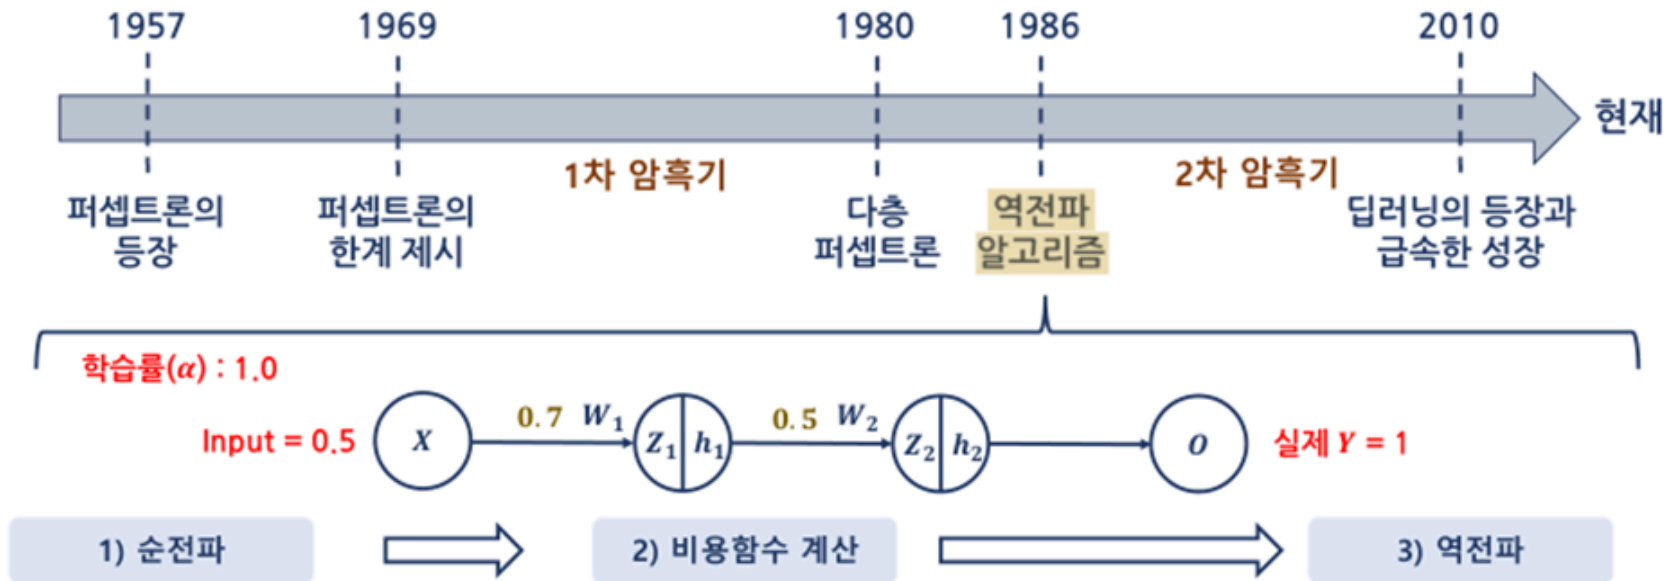 1957
1969
1980
1986
2010
현재
1차 암흑기
2차 암흑기
퍼셉트론의
등장
퍼셉트론의
한계 제시
다층
퍼셉트론
역전파
알고리즘
딥러닝의 등장과
급속한 성장
학습률(α) : 1.0
Input = 0.5
X
0.7 W₁
Z₁ h₁
0.5 W₂
Z₂ h₂
O
실제 Y = 1
1) 순전파
2) 비용함수 계산
3) 역전파